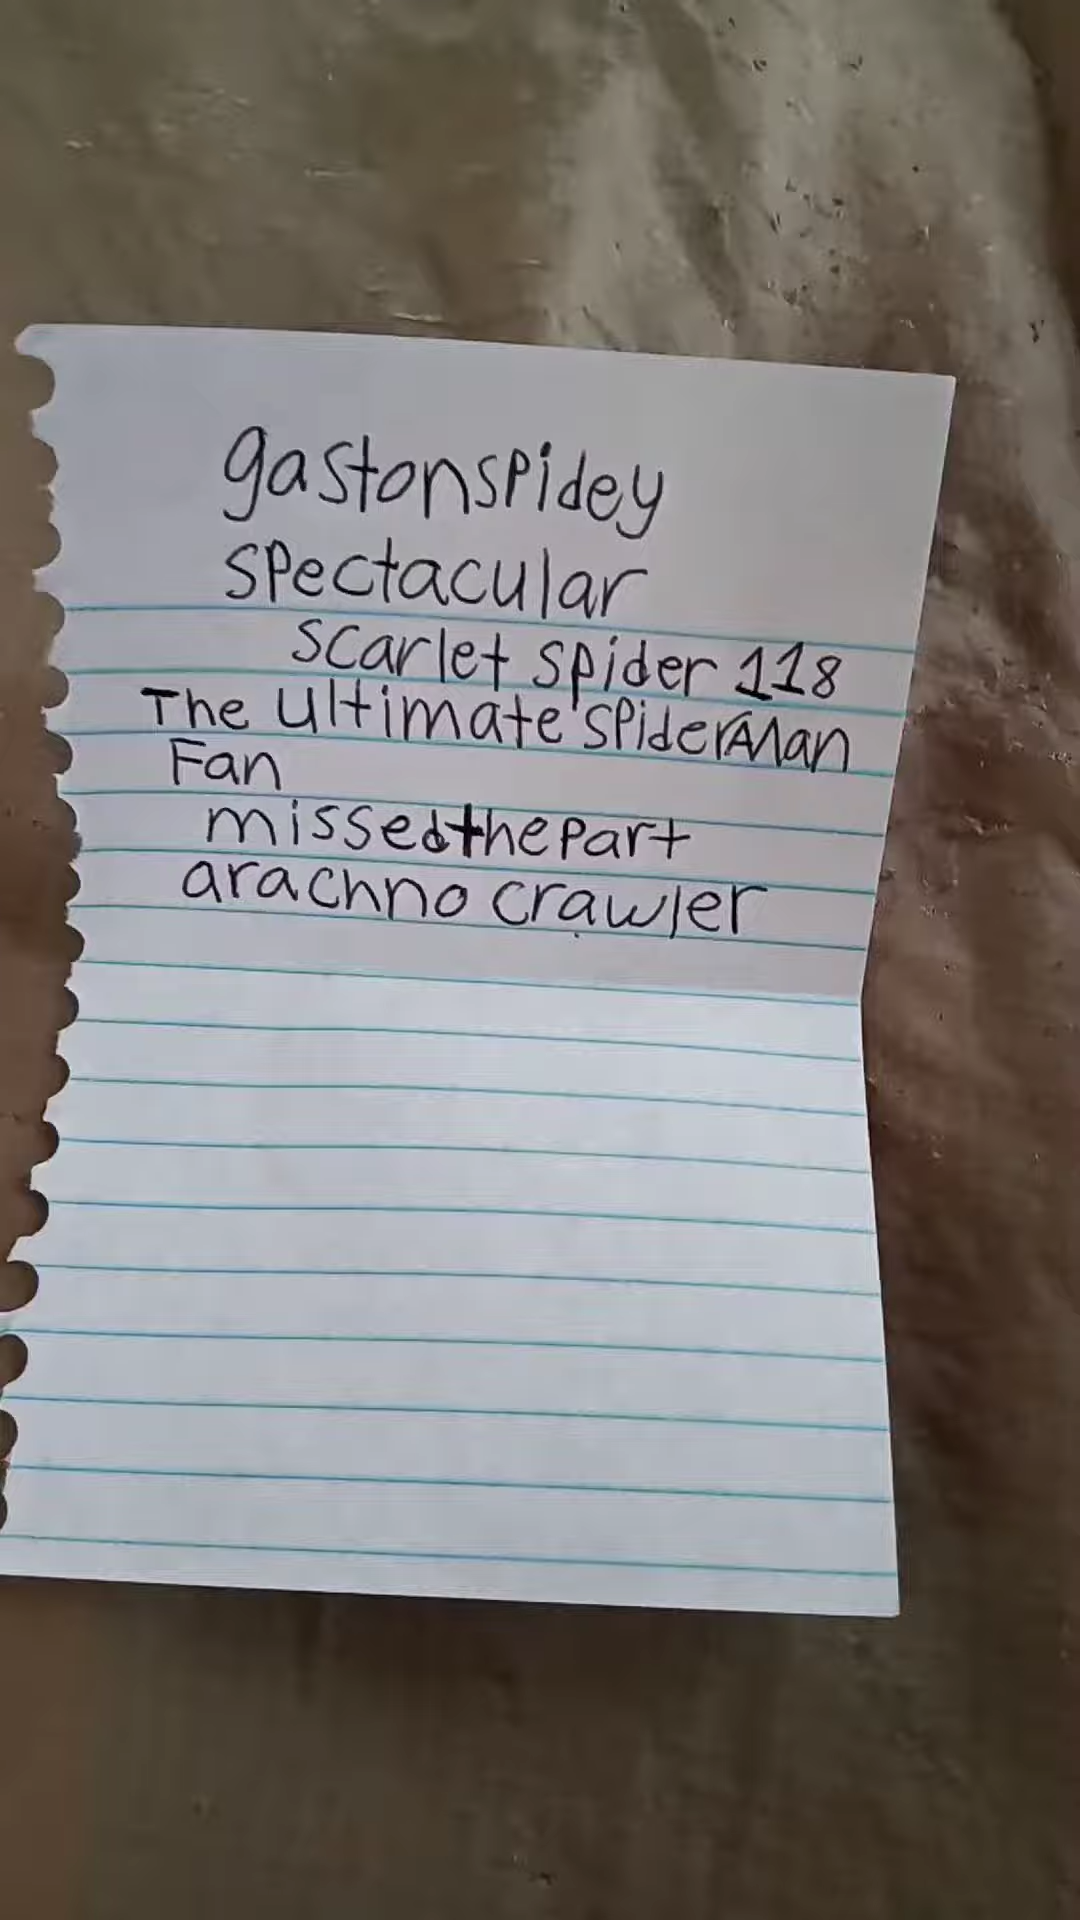 gastonspidey
spectacular
scarlet spider 118
The ultimate spiderMan
Fan
missedthepart
arachno crawler